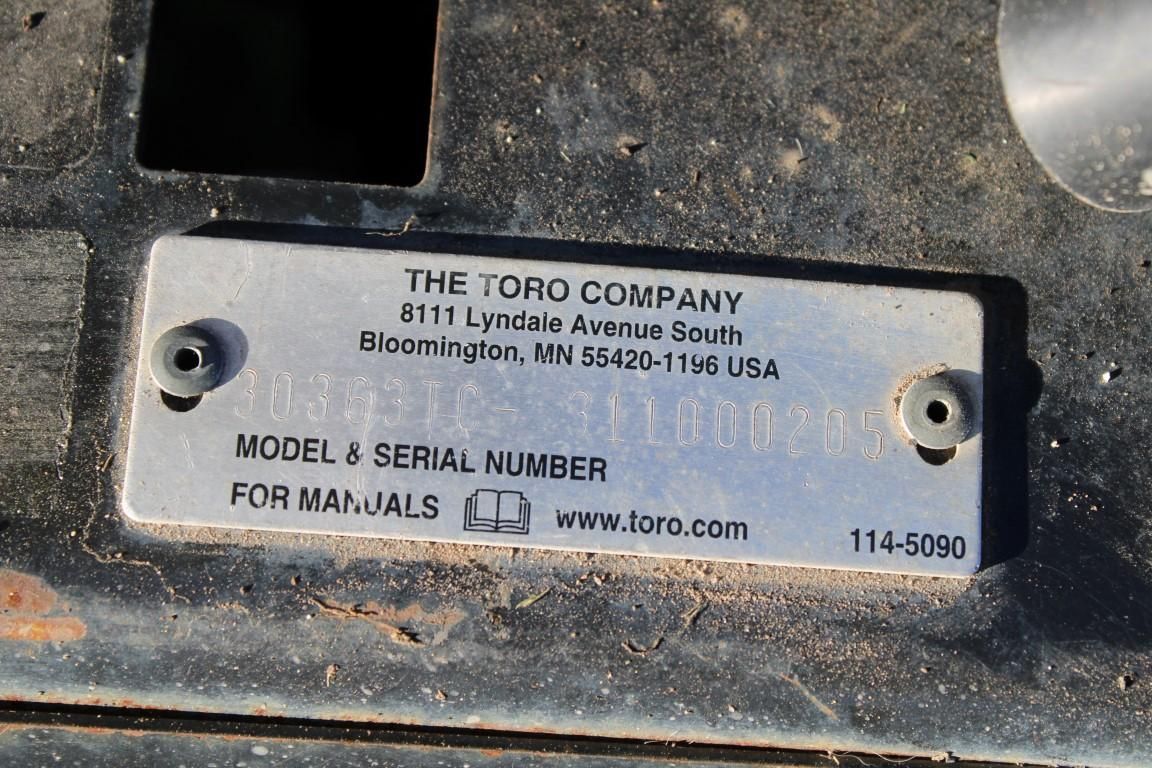 THE TORO COMPANY
8111 Lyndale Avenue South
Bloomington, MN 55420-1196 USA
30363TC- 311000205
MODEL & SERIAL NUMBER
FOR MANUALS www.toro.com 114-5090